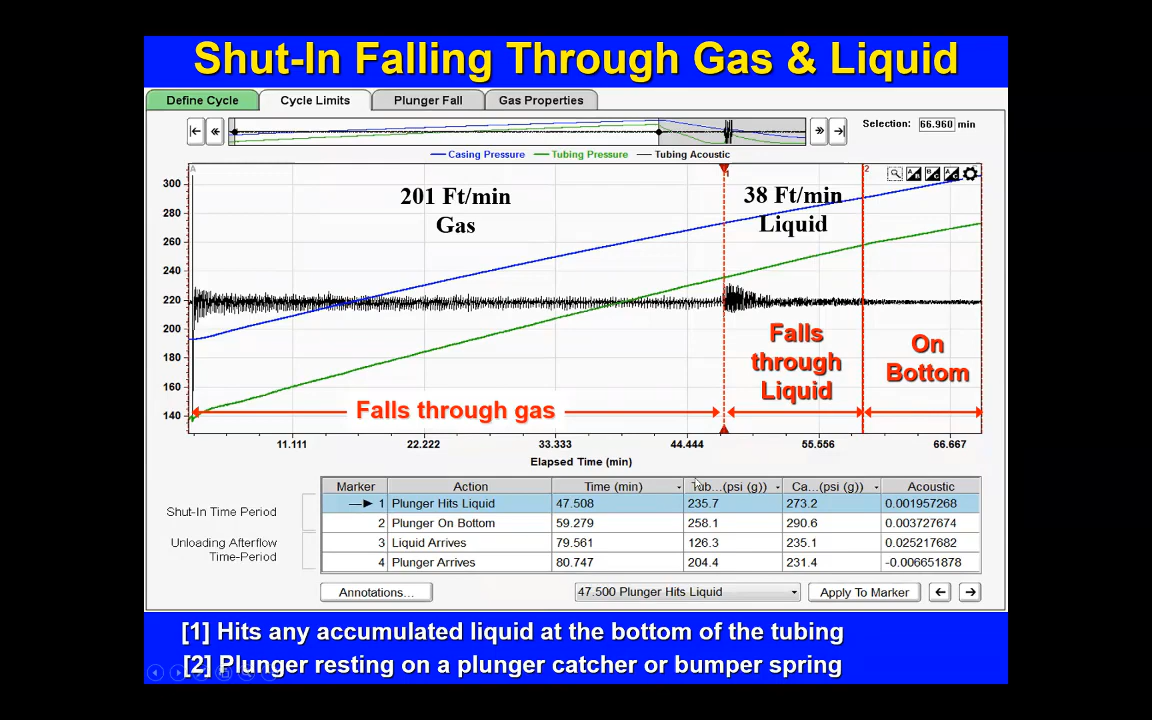 Shut-In Falling Through Gas & Liquid
Define Cycle
Cycle Limits
Plunger Fall
Gas Properties
Selection: 66.960 min
Casing Pressure
Tubing Pressure
Tubing Acoustic
A
1
2
300
280
260
240
220
200
180
160
140
201 Ft/min
Gas
38 Ft/min
Liquid
Falls through gas
Falls
through
Liquid
On
Bottom
11.111 22.222 33.333 44.444 55.556 66.667
Elapsed Time (min)
Shut-In Time Period
Unloading Afterflow
Time-Period
Marker Action Time (min) Tub...(psi (g)) Ca...(psi (g)) Acoustic
1 Plunger Hits Liquid 47.508 235.7 273.2 0.001957268
2 Plunger On Bottom 59.279 258.1 290.6 0.003727674
3 Liquid Arrives 79.561 126.3 235.1 0.025217682
4 Plunger Arrives 80.747 204.4 231.4 -0.006651878
Annotations...
47.500 Plunger Hits Liquid
Apply To Marker
[1] Hits any accumulated liquid at the bottom of the tubing
[2] Plunger resting on a plunger catcher or bumper spring